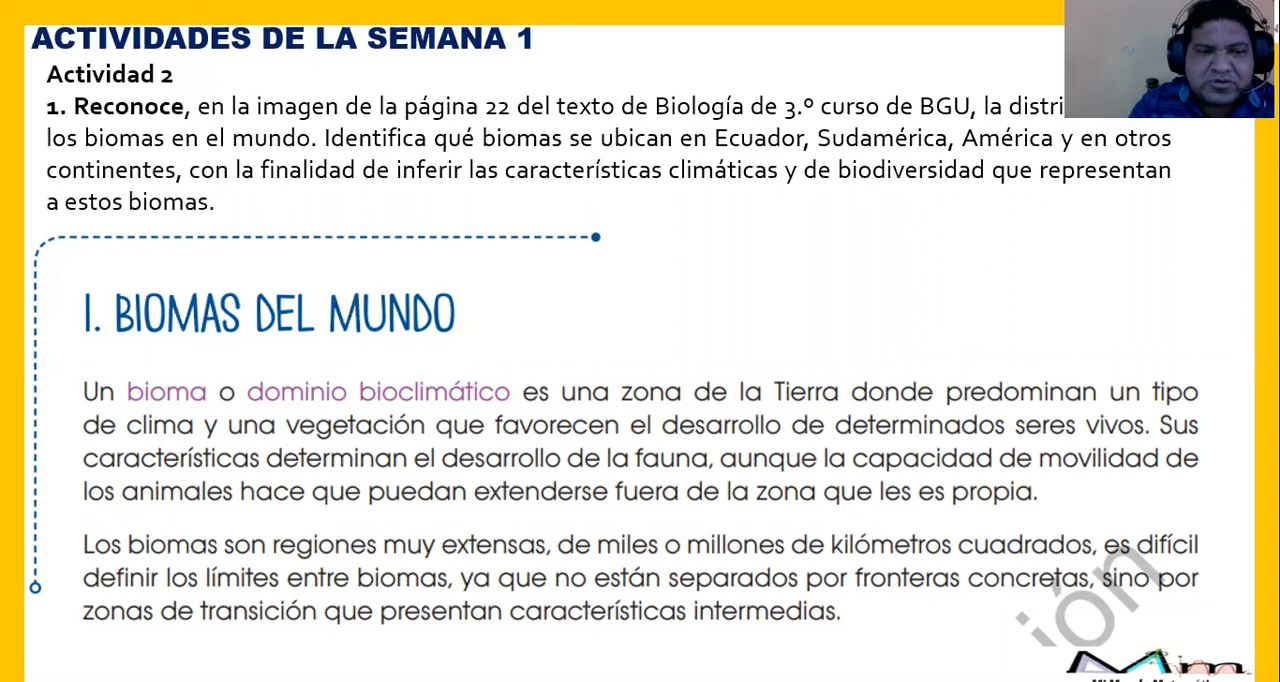 ACTIVIDADES DE LA SEMANA 1
Actividad 2
1. Reconoce, en la imagen de la página 22 del texto de Biología de 3.º curso de BGU, la
los biomas en el mundo. Identifica qué biomas se ubican en Ecuador, Sudamérica, América y en otros
continentes, con la finalidad de inferir las características climáticas y de biodiversidad que representan
a estos biomas.
I. BIOMAS DEL MUNDO
Un bioma o dominio bioclimático es una zona de la Tierra donde predominan un tipo
de clima y una vegetación que favorecen el desarrollo de determinados seres vivos. Sus
características determinan el desarrollo de la fauna, aunque la capacidad de movilidad de
los animales hace que puedan extenderse fuera de la zona que les es propia.
Los biomas son regiones muy extensas, de miles o millones de kilómetros cuadrados, es difícil
definir los límites entre biomas, ya que no están separados por fronteras concretas, sino por
zonas de transición que presentan características intermedias.